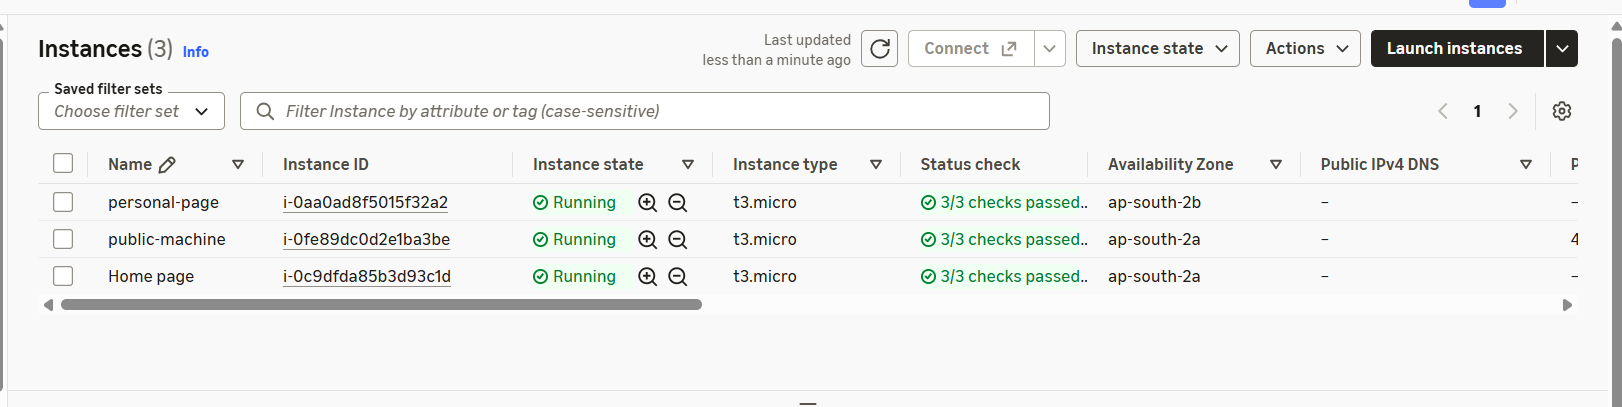 Instances (3) Info
Last updated
less than a minute ago
Connect
Instance state
Actions
Launch instances
Saved filter sets
Choose filter set
Filter Instance by attribute or tag (case-sensitive)
1
Name Instance ID Instance state Instance type Status check Availability Zone Public IPv4 DNS
personal-page i-0aa0ad8f5015f32a2 Running t3.micro 3/3 checks passed.. ap-south-2b – –
public-machine i-0fe89dc0d2e1ba3be Running t3.micro 3/3 checks passed.. ap-south-2a – 4
Home page i-0c9dfda85b3d93c1d Running t3.micro 3/3 checks passed.. ap-south-2a – –